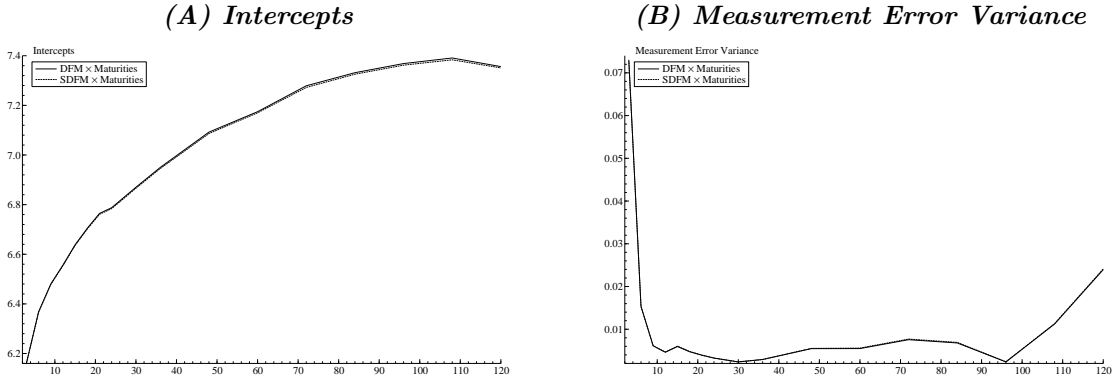 (A) Intercepts
Intercepts
DFM × Maturities
SDFM × Maturities
7.4
7.2
7.0
6.8
6.6
6.4
6.2
10 20 30 40 50 60 70 80 90 100 110 120
(B) Measurement Error Variance
Measurement Error Variance
DFM × Maturities
SDFM × Maturities
0.07
0.06
0.05
0.04
0.03
0.02
0.01
10 20 30 40 50 60 70 80 90 100 110 120